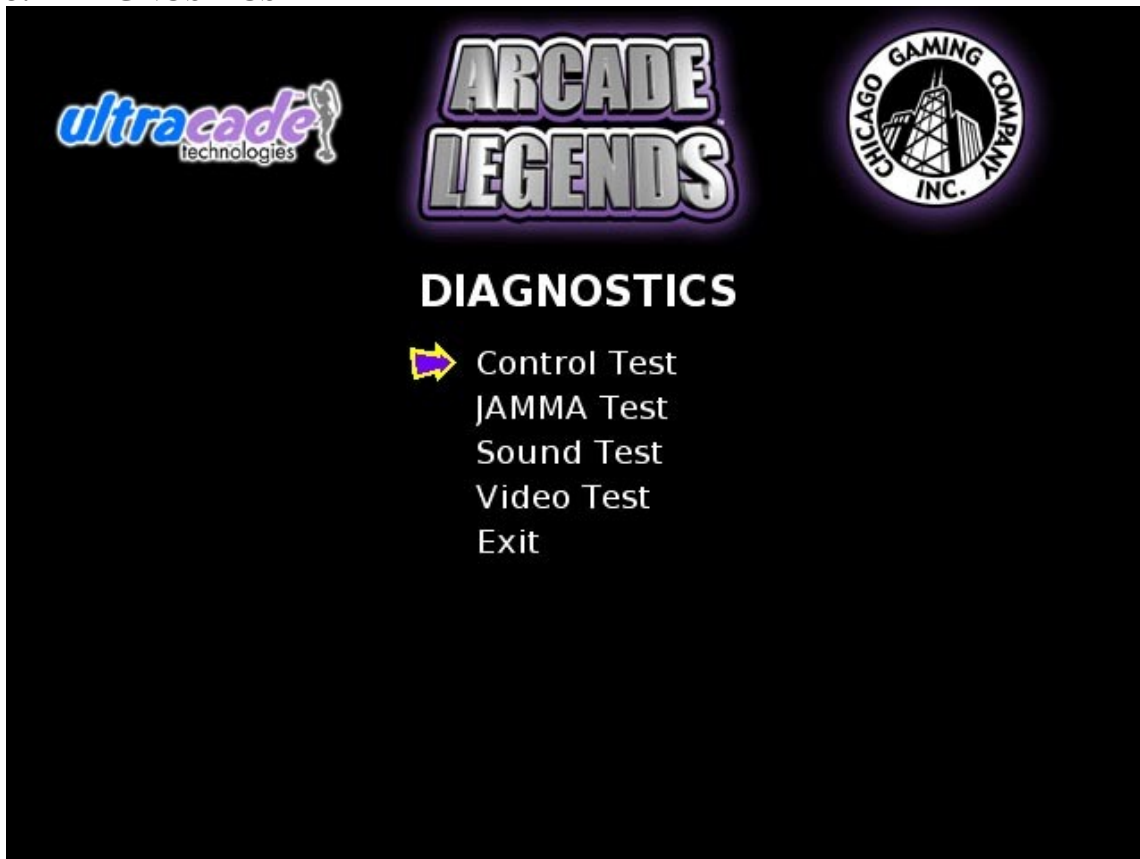 ultracade
technologies
ARCADE
LEGENDS
CHICAGO GAMING COMPANY
INC.
DIAGNOSTICS
Control Test
JAMMA Test
Sound Test
Video Test
Exit